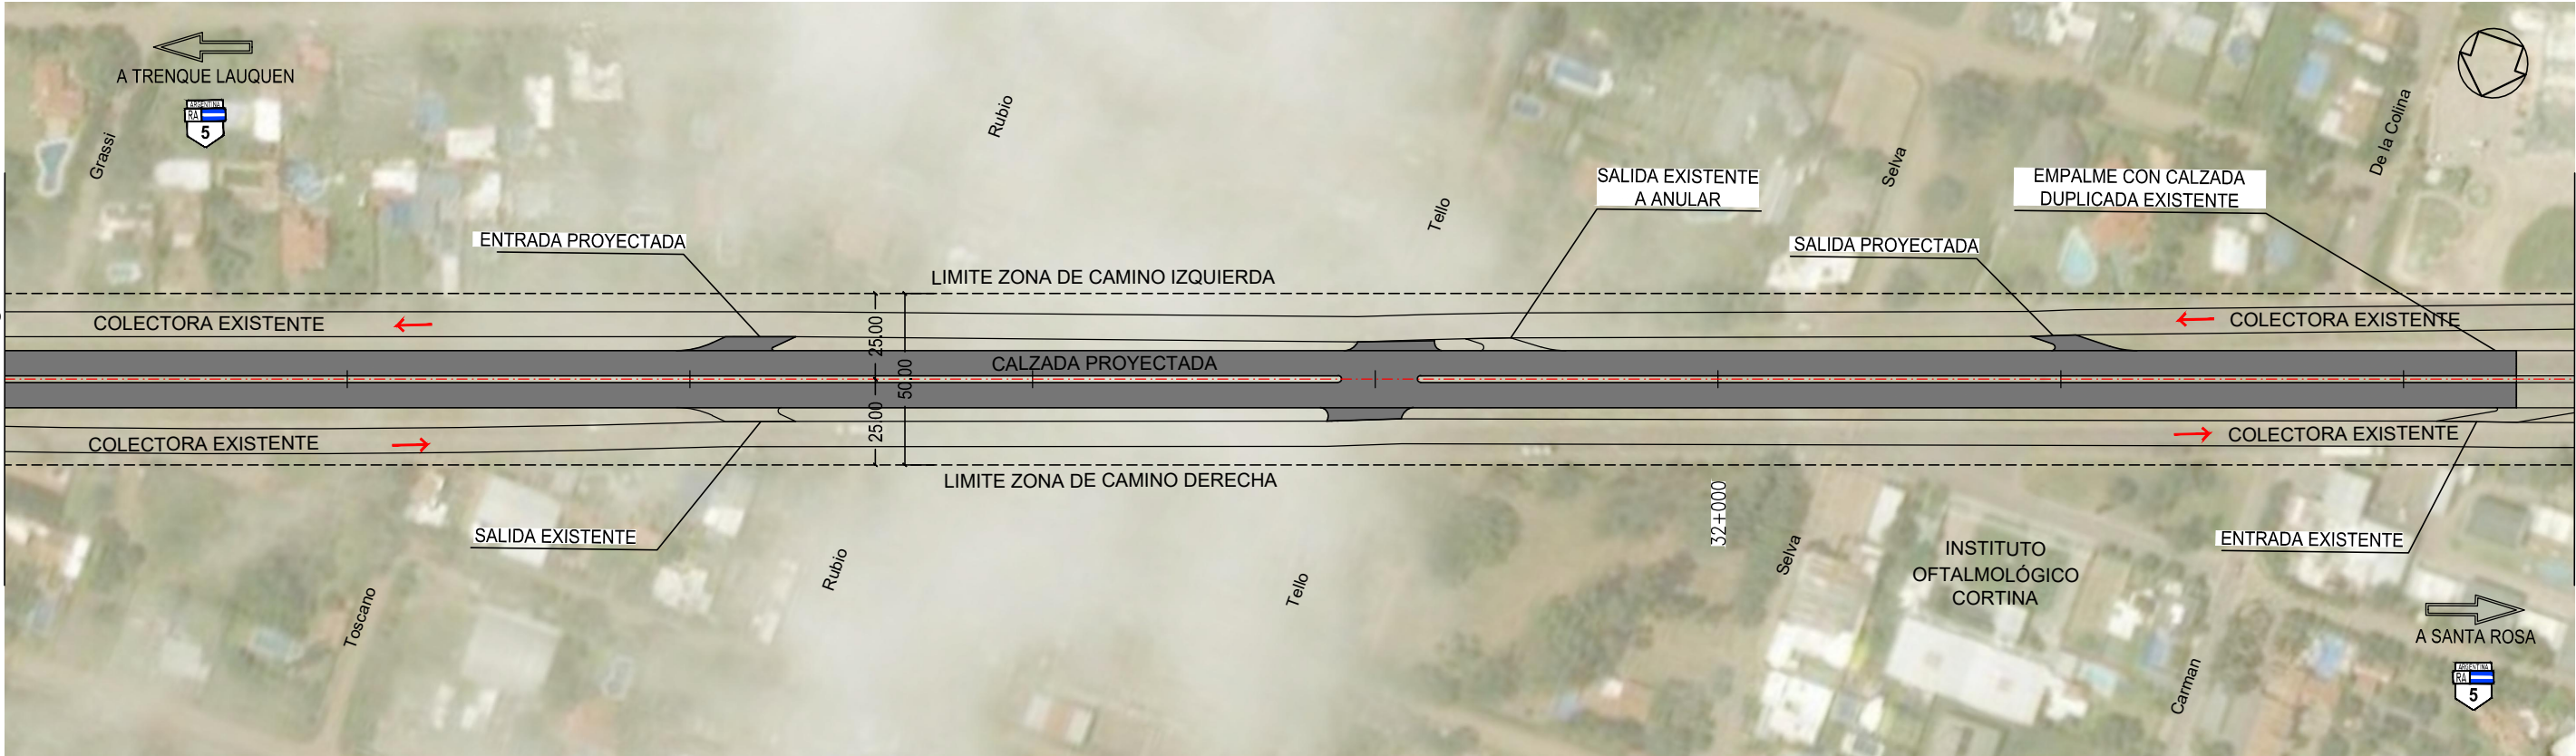 A TRENQUE LAUQUEN
ARGENTINA
RA
5
Grassi
Rubio
Tello
Selva
De la Colina
SALIDA EXISTENTE
A ANULAR
EMPALME CON CALZADA
DUPLICADA EXISTENTE
ENTRADA PROYECTADA
SALIDA PROYECTADA
LIMITE ZONA DE CAMINO IZQUIERDA
COLECTORA EXISTENTE
COLECTORA EXISTENTE
25.00
50.00
25.00
CALZADA PROYECTADA
COLECTORA EXISTENTE
COLECTORA EXISTENTE
LIMITE ZONA DE CAMINO DERECHA
SALIDA EXISTENTE
ENTRADA EXISTENTE
32+000
Toscano
Rubio
Tello
Selva
INSTITUTO
OFTALMOLÓGICO
CORTINA
Carman
A SANTA ROSA
ARGENTINA
RA
5